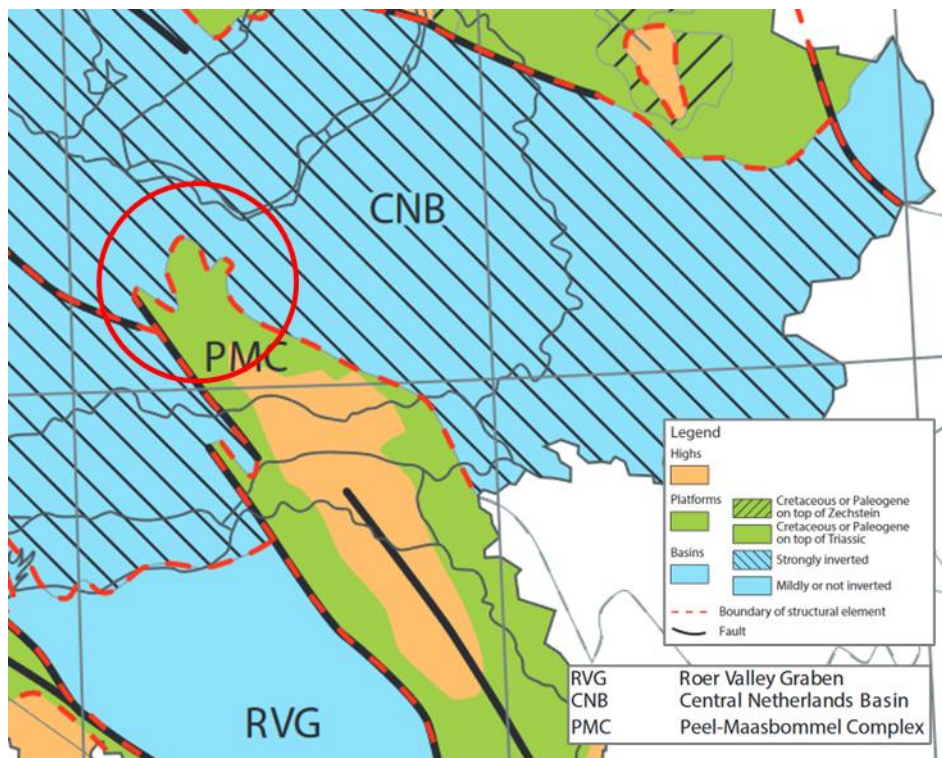 CNB
PMC
RVG
Legend
Highs
Platforms
Cretaceous or Paleogene
on top of Zechstein
Cretaceous or Paleogene
on top of Triassic
Basins
Strongly inverted
Mildly or not inverted
Boundary of structural element
Fault
RVG Roer Valley Graben
CNB Central Netherlands Basin
PMC Peel-Maasbommel Complex